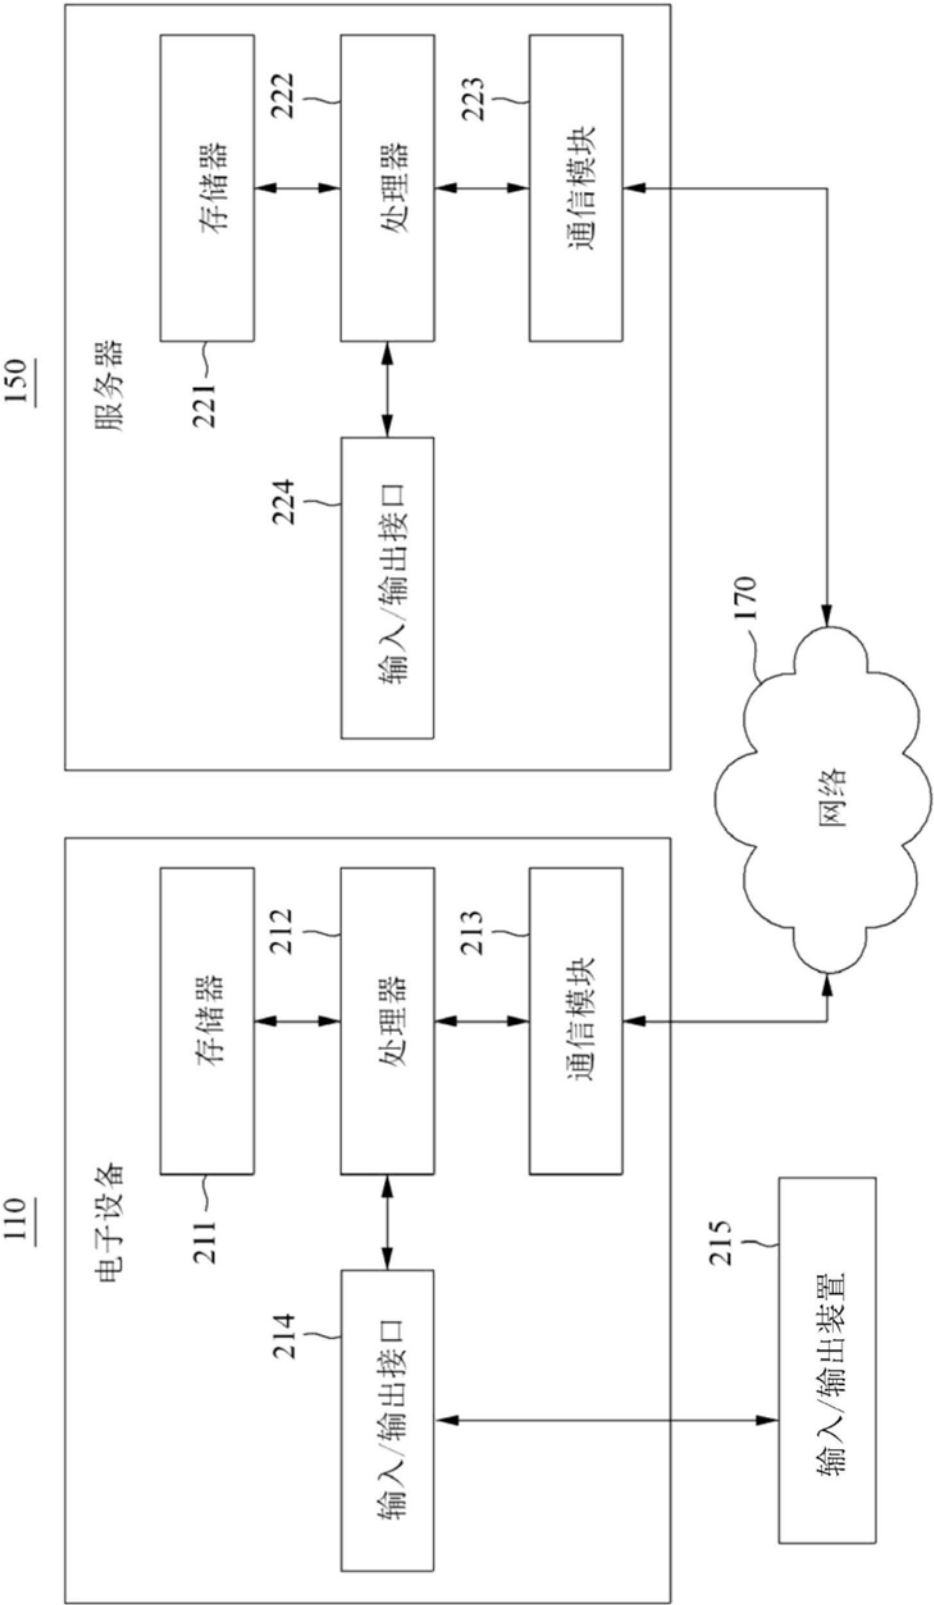 110
电子设备
211
存储器
212
处理器
213
通信模块
214
输入/输出接口
215
输入/输出装置
150
服务器
221
存储器
222
处理器
223
通信模块
224
输入/输出接口
170
网络